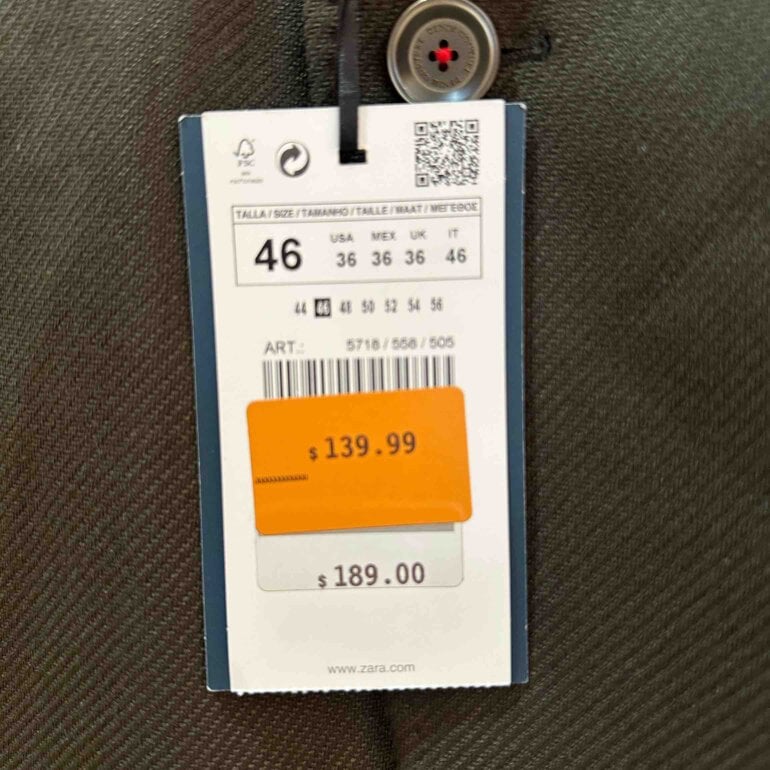 FSC
TALLA / SIZE / TAMANHO / TAILLE / MAAT / ΜΕΓΕΘΟΣ
46
USA MEX UK IT
36 36 36 46
44 46 48 50 52 54 56
ART.: 5718 / 558 / 505
$ 139.99
$ 189.00
www.zara.com